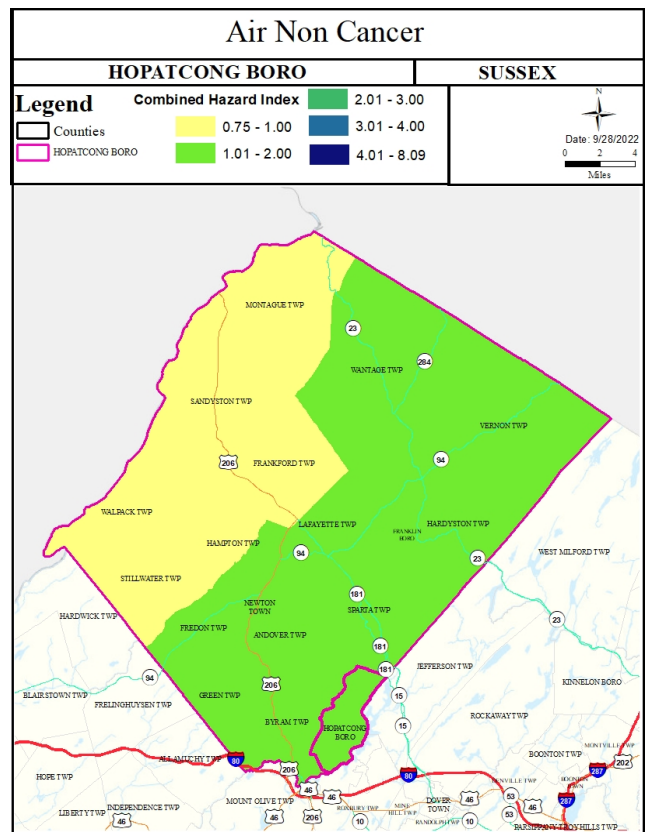 Air Non Cancer
HOPATCONG BORO
SUSSEX
Legend
Counties
HOPATCONG BORO
Combined Hazard Index
0.75 - 1.00
1.01 - 2.00
2.01 - 3.00
3.01 - 4.00
4.01 - 8.09
N
Date: 9/28/2022
0 2 4
Miles
MONTAGUE TWP
23
284
WANTAGE TWP
SANDYSTON TWP
VERNON TWP
206
FRANKFORD TWP
94
WALPACK TWP
LAFAYETTE TWP
HARDYSTON TWP
FRANKLIN
BORO
HAMPTON TWP
94
23
WEST MILFORD TWP
STILLWATER TWP
181
HARDWICK TWP
NEWTON
TOWN
SPARTA TWP
23
FREDON TWP
ANDOVER TWP
181
94
181
JEFFERSON TWP
206
KINNELON BORO
BLAIRSTOWN TWP
GREEN TWP
15
FRELINGHUYSEN TWP
ROCKAWAY TWP
BYRAM TWP
HOPATCONG
BORO
15
MONTVILLE TWP
BOONTON TWP
202
ALLAMUCHY TWP
80
206
80
287
HOPE TWP
DENVILLE TWP
BOONTON
TOWN
46
46
MOUNT OLIVE TWP
DOVER
TOWN
46
53
287
INDEPENDENCE TWP
LIBERTY TWP
46
46
206
ROXBURY TWP
MINE
HILL TWP
10
RANDOLPH TWP
10
53
46
PARSIPPANY TROY HILLS TWP